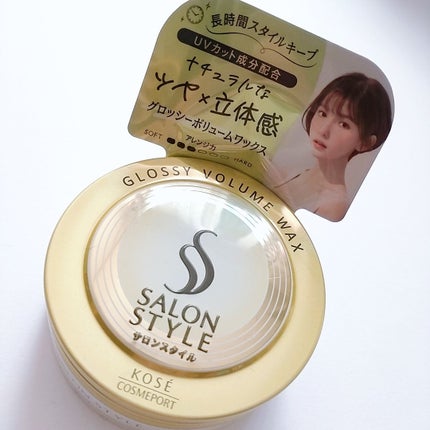 長時間スタイルキープ
UVカット成分配合
ナチュラルな
ツヤ×立体感
グロッシーボリュームワックス
アレンジ力
SOFT HARD
GLOSSY VOLUME WAX
SALON
STYLE
サロンスタイル
KOSÉ
COSMEPORT